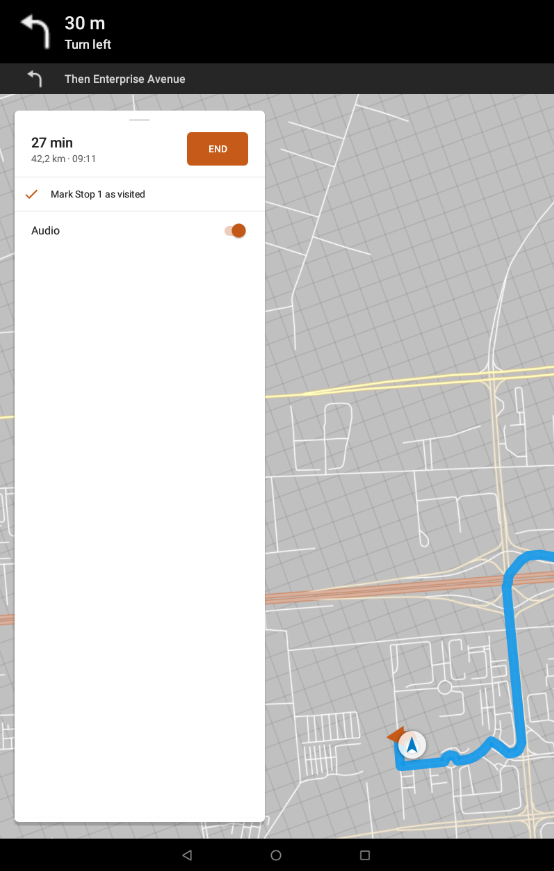 30 m
Turn left
Then Enterprise Avenue
27 min
42,2 km · 09:11
END
Mark Stop 1 as visited
Audio